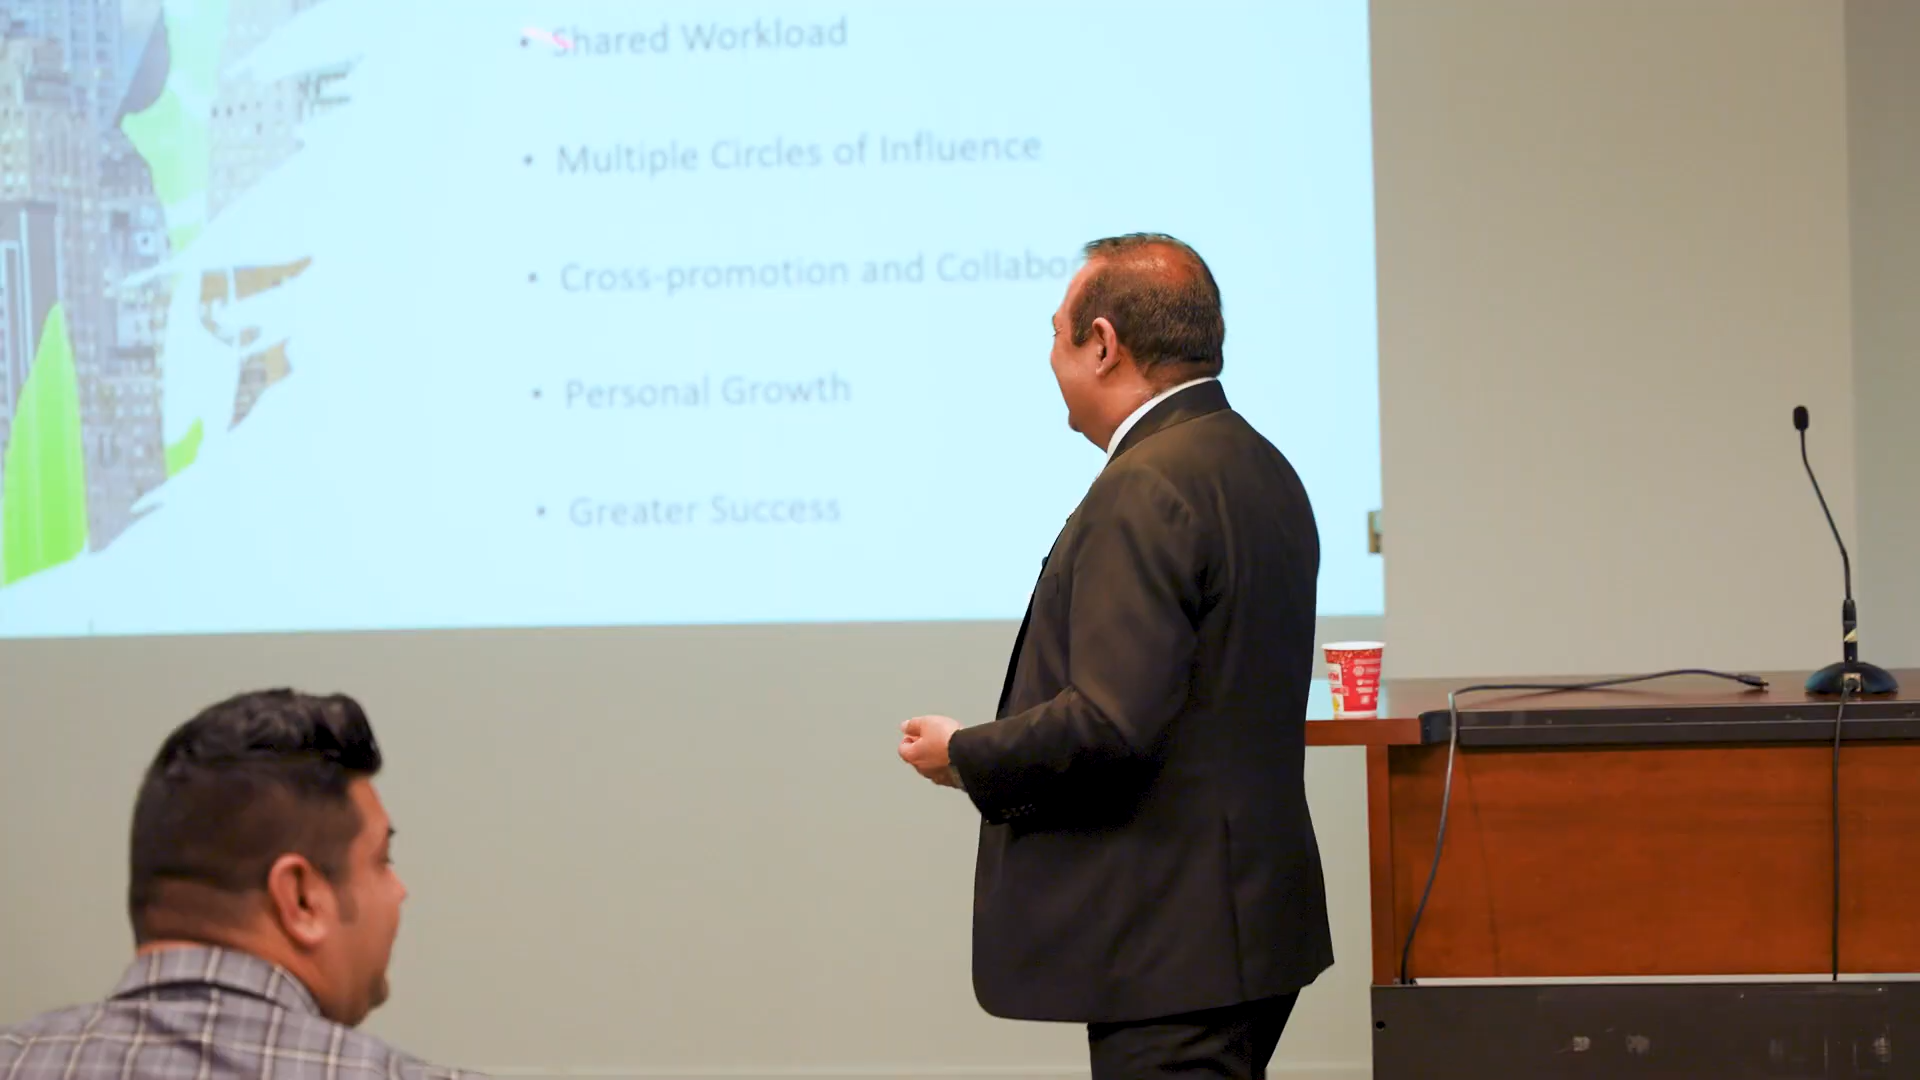 • Shared Workload
• Multiple Circles of Influence
• Cross-promotion and Collabo
• Personal Growth
• Greater Success